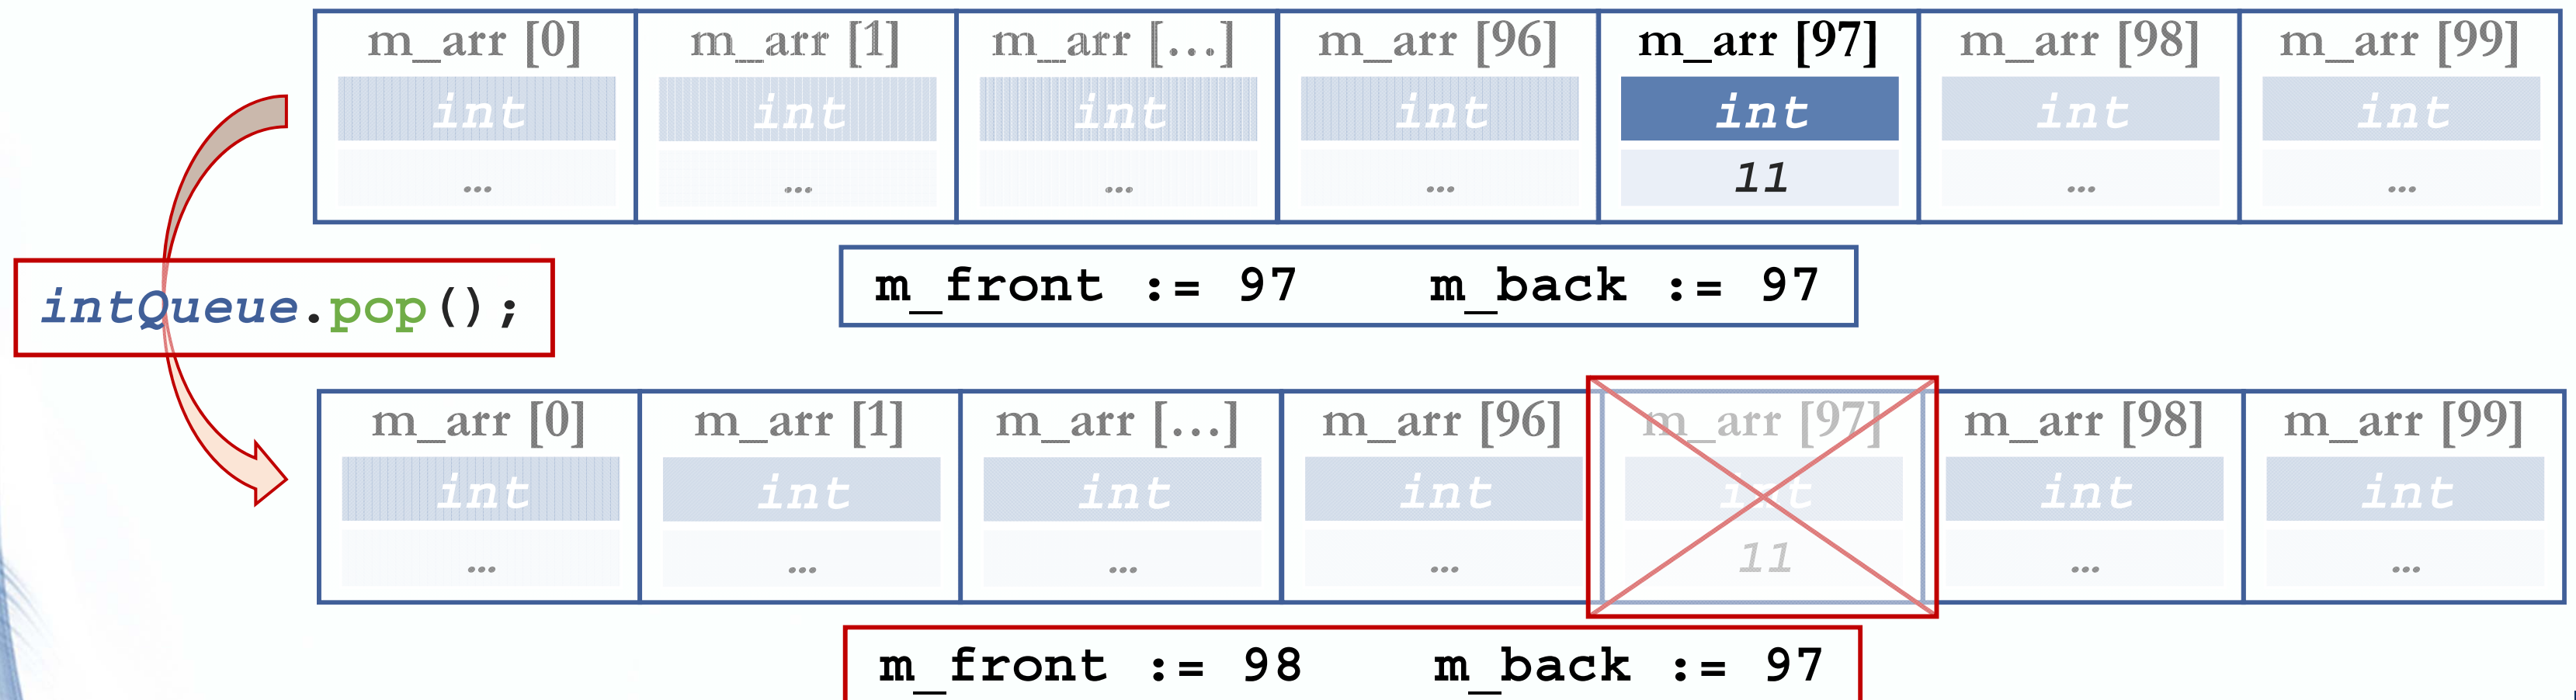 m_arr [0] m_arr [1] m_arr […] m_arr [96] m_arr [97] m_arr [98] m_arr [99]
int int int int int int int
… … … … 11 … …
m_front := 97 m_back := 97
intQueue.pop();
m_arr [0] m_arr [1] m_arr […] m_arr [96] m_arr [97] m_arr [98] m_arr [99]
int int int int int int int
… … … … 11 … …
m_front := 98 m_back := 97